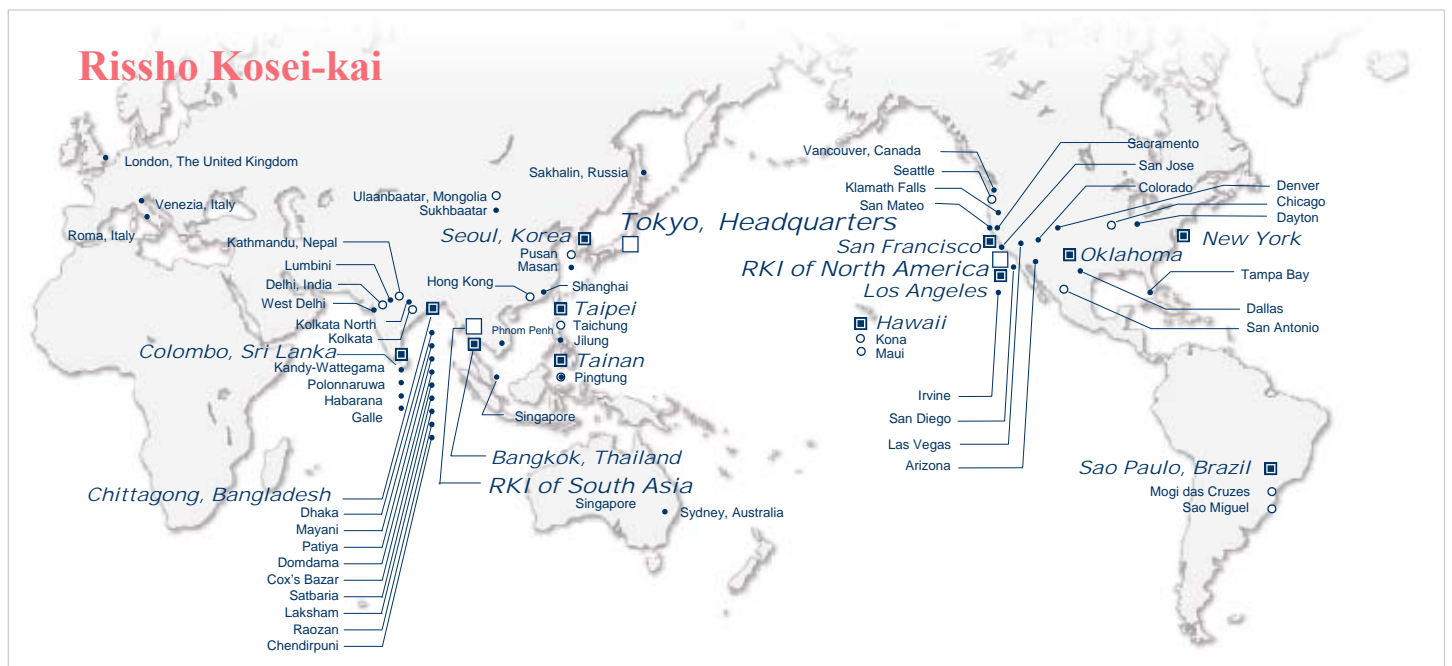 Rissho Kosei-kai
London, The United Kingdom
Venezia, Italy
Roma, Italy
Ulaanbaatar, Mongolia
Sukhbaatar
Sakhalin, Russia
Tokyo, Headquarters
Seoul, Korea
Pusan
Masan
Kathmandu, Nepal
Lumbini
Delhi, India
West Delhi
Kolkata North
Kolkata
Hong Kong
Shanghai
Taipei
Taichung
Jilung
Tainan
Pingtung
Phnom Penh
Colombo, Sri Lanka
Kandy-Wattegama
Polonnaruwa
Habarana
Galle
Singapore
Bangkok, Thailand
RKI of South Asia
Singapore
Sydney, Australia
Chittagong, Bangladesh
Dhaka
Mayani
Patiya
Domdama
Cox's Bazar
Satbaria
Laksham
Raozan
Chendirpuni
Vancouver, Canada
Seattle
Klamath Falls
San Mateo
San Francisco
RKI of North America
Los Angeles
Hawaii
Kona
Maui
Irvine
San Diego
Las Vegas
Arizona
Sacramento
San Jose
Colorado
Denver
Chicago
Dayton
New York
Oklahoma
Tampa Bay
Dallas
San Antonio
Sao Paulo, Brazil
Mogi das Cruzes
Sao Miguel